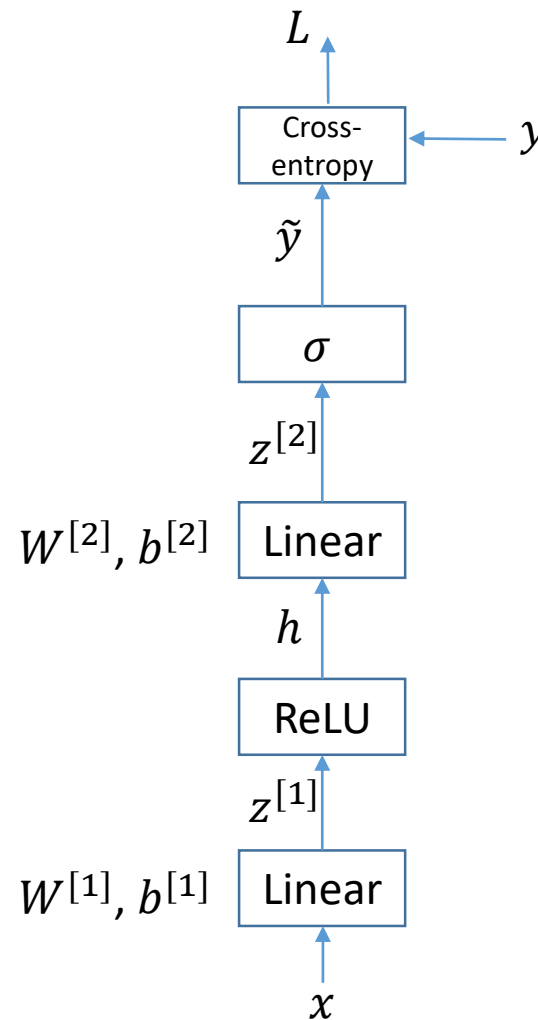 L
Cross-
entropy
y
ỹ
σ
z^[2]
W^[2], b^[2]
Linear
h
ReLU
z^[1]
W^[1], b^[1]
Linear
x